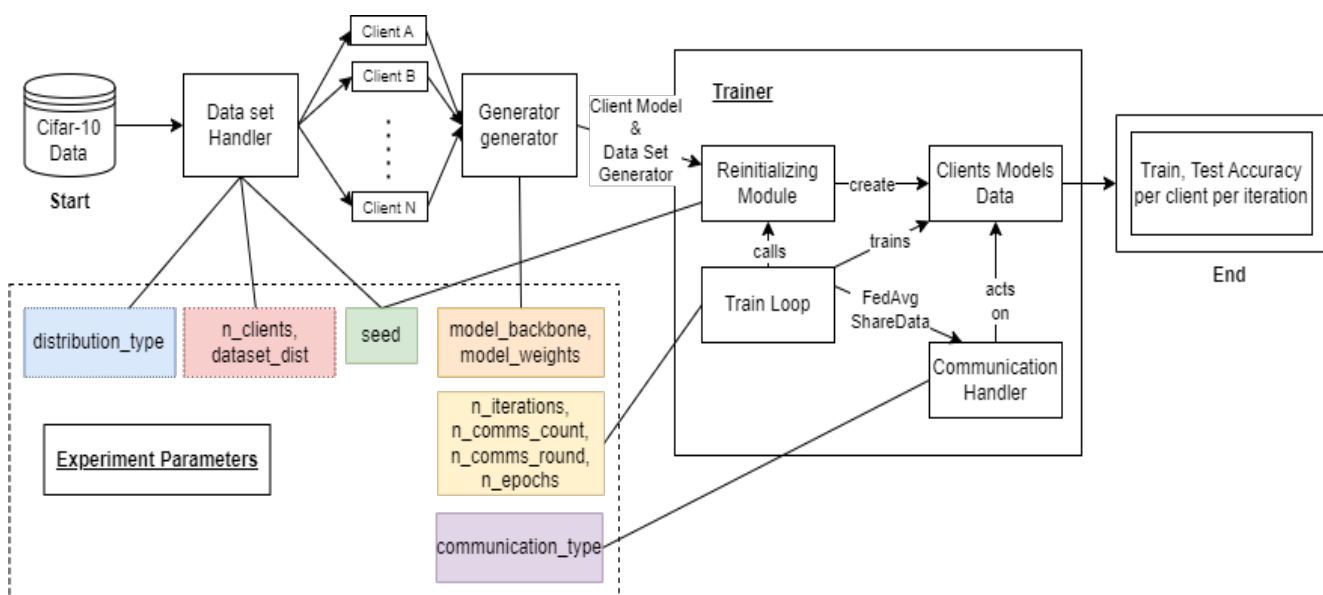 Client A
Client B
Client N
Cifar-10
Data
Start
Data set
Handler
Generator
generator
Client Model
&
Data Set
Generator
Trainer
Reinitializing
Module
create
Clients Models
Data
calls
trains
Train Loop
FedAvg
ShareData
acts
on
Communication
Handler
Train, Test Accuracy
per client per iteration
End
distribution_type
n_clients,
dataset_dist
seed
model_backbone,
model_weights
n_iterations,
n_comms_count,
n_comms_round,
n_epochs
Experiment Parameters
communication_type